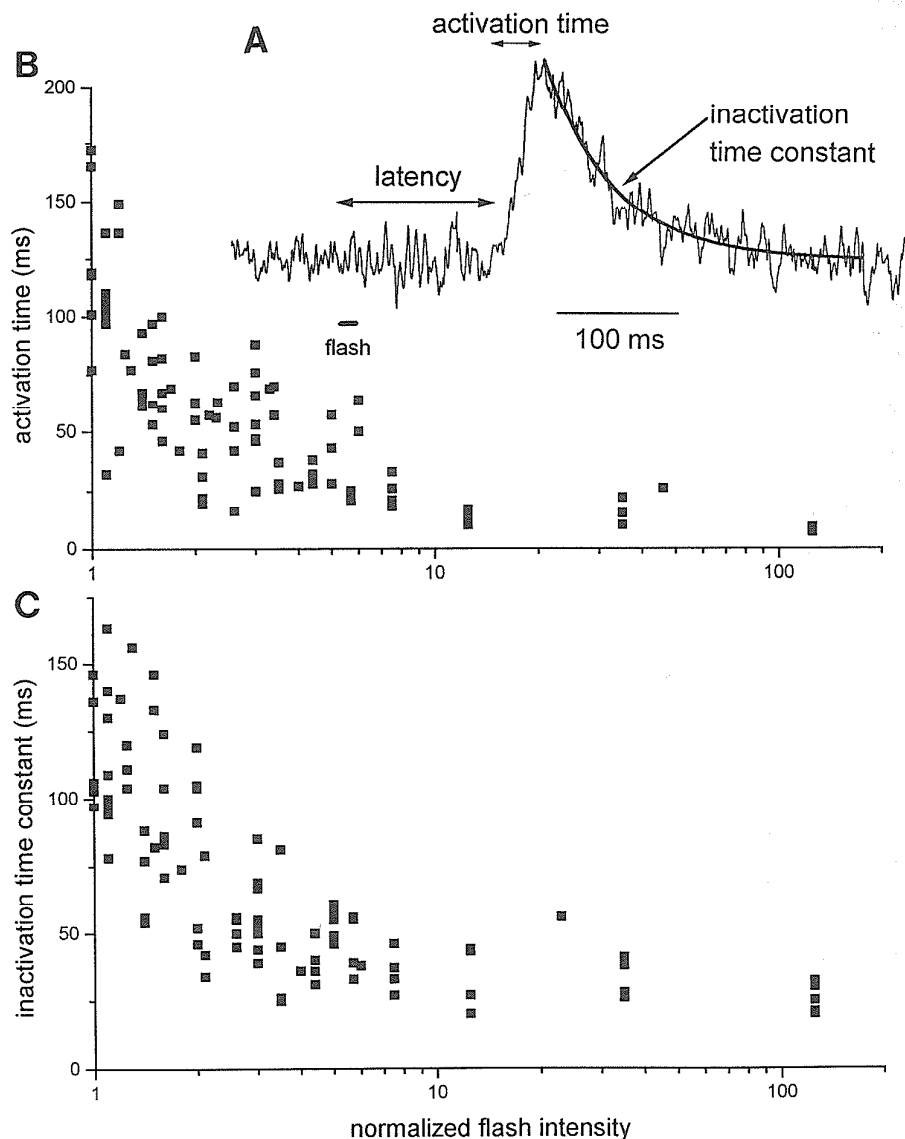 A
activation time
B
200
150
100
50
0
activation time (ms)
latency
inactivation
time constant
flash
100 ms
1
10
100
C
150
100
50
0
inactivation time constant (ms)
1
10
100
normalized flash intensity